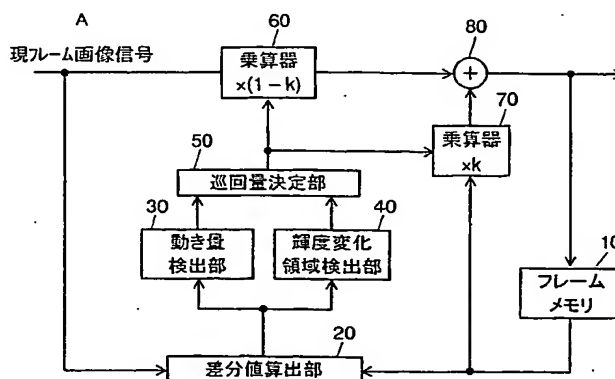 A
現フレーム画像信号
60
乗算器
×(1－k)
80
+
70
乗算器
×k
50
巡回量決定部
30
動き量
検出部
40
輝度変化
領域検出部
10
フレーム
メモリ
20
差分値算出部